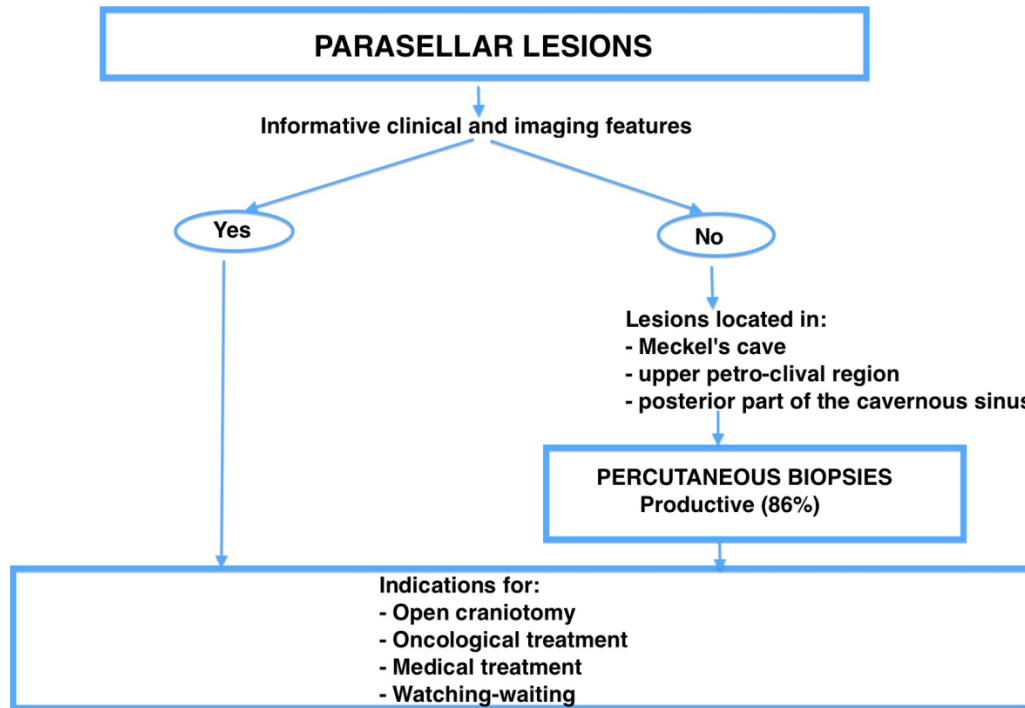 PARASELLAR LESIONS
Informative clinical and imaging features
Yes
No
Lesions located in:
- Meckel's cave
- upper petro-clival region
- posterior part of the cavernous sinus
PERCUTANEOUS BIOPSIES
Productive (86%)
Indications for:
- Open craniotomy
- Oncological treatment
- Medical treatment
- Watching-waiting